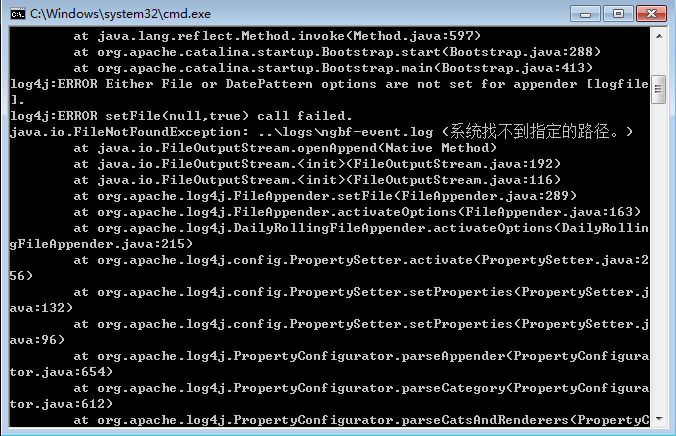 C:\Windows\system32\cmd.exe
at java.lang.reflect.Method.invoke(Method.java:597)
at org.apache.catalina.startup.Bootstrap.start(Bootstrap.java:288)
at org.apache.catalina.startup.Bootstrap.main(Bootstrap.java:413)
log4j:ERROR Either File or DatePattern options are not set for appender [logfile
].
log4j:ERROR setFile(null,true) call failed.
java.io.FileNotFoundException: ..\logs\ngbf-event.log (系统找不到指定的路径。)
at java.io.FileOutputStream.openAppend(Native Method)
at java.io.FileOutputStream.<init>(FileOutputStream.java:192)
at java.io.FileOutputStream.<init>(FileOutputStream.java:116)
at org.apache.log4j.FileAppender.setFile(FileAppender.java:289)
at org.apache.log4j.FileAppender.activateOptions(FileAppender.java:163)
at org.apache.log4j.DailyRollingFileAppender.activateOptions(DailyRollin
gFileAppender.java:215)
at org.apache.log4j.config.PropertySetter.activate(PropertySetter.java:2
56)
at org.apache.log4j.config.PropertySetter.setProperties(PropertySetter.j
ava:132)
at org.apache.log4j.config.PropertySetter.setProperties(PropertySetter.j
ava:96)
at org.apache.log4j.PropertyConfigurator.parseAppender(PropertyConfigura
tor.java:654)
at org.apache.log4j.PropertyConfigurator.parseCategory(PropertyConfigura
tor.java:612)
at org.apache.log4j.PropertyConfigurator.parseCatsAndRenderers(PropertyC